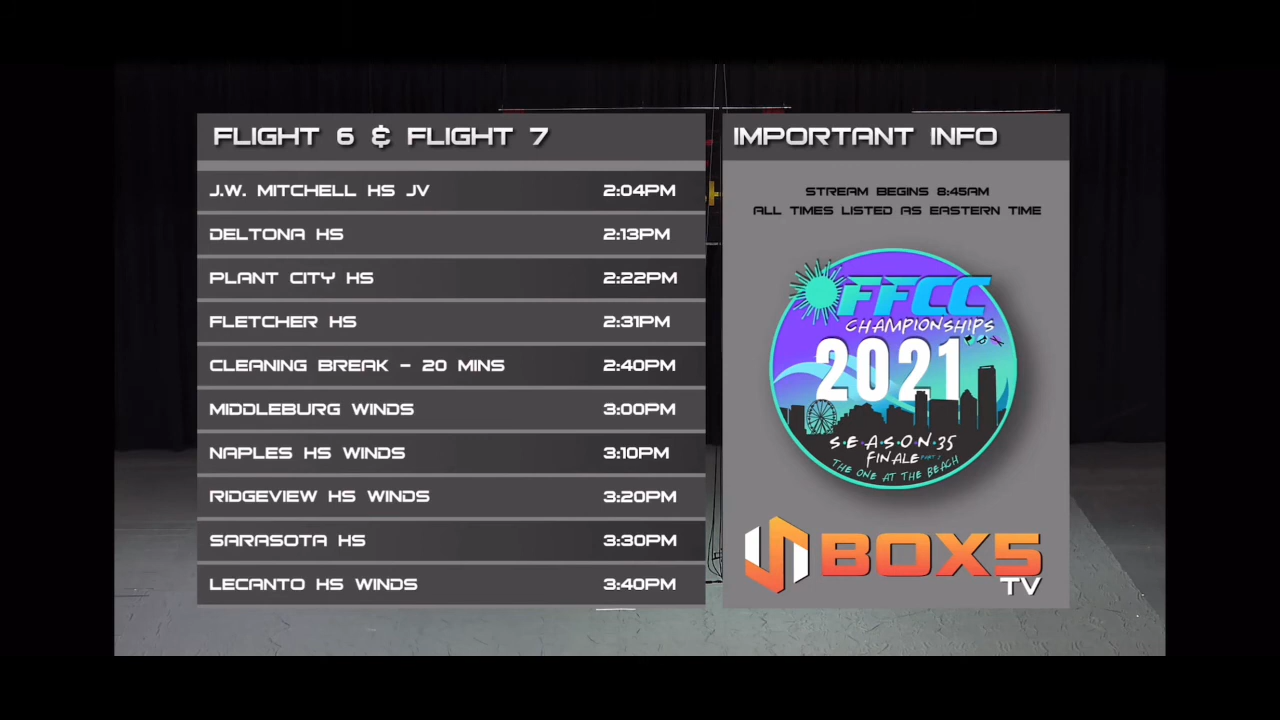 FLIGHT 6 & FLIGHT 7
J.W. MITCHELL HS JV 2:04PM
DELTONA HS 2:13PM
PLANT CITY HS 2:22PM
FLETCHER HS 2:31PM
CLEANING BREAK - 20 MINS 2:40PM
MIDDLEBURG WINDS 3:00PM
NAPLES HS WINDS 3:10PM
RIDGEVIEW HS WINDS 3:20PM
SARASOTA HS 3:30PM
LECANTO HS WINDS 3:40PM
IMPORTANT INFO
STREAM BEGINS 8:45AM
ALL TIMES LISTED AS EASTERN TIME
FFCC
CHAMPIONSHIPS
2021
S·E·A·S·O·N·35
FINALE
THE ONE AT THE BEACH
BOX5
TV